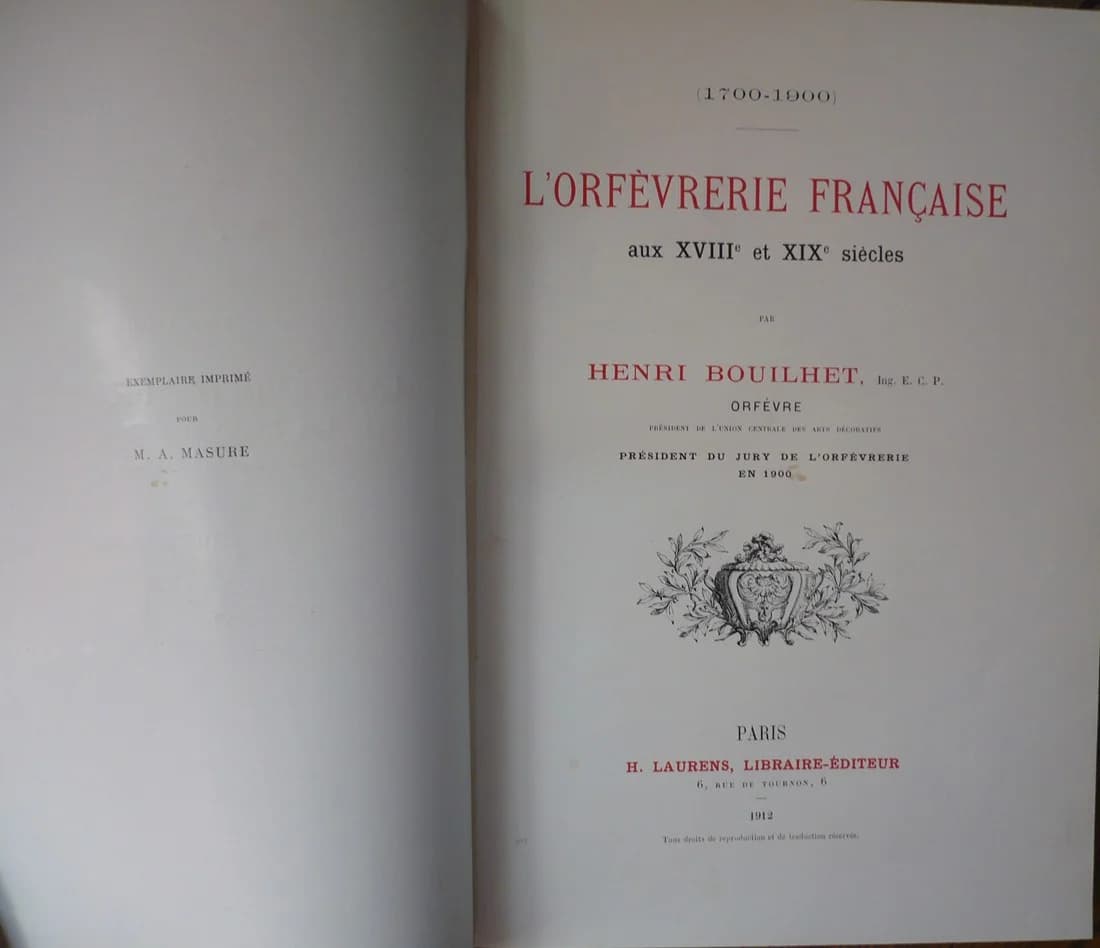 EXEMPLAIRE IMPRIMÉ
POUR
M. A. MASURE
(1700-1900)
L'ORFÈVRERIE FRANÇAISE
aux XVIIIe et XIXe siècles
PAR
HENRI BOUILHET, Ing. E. C. P.
ORFÈVRE
PRÉSIDENT DE L'UNION CENTRALE DES ARTS DÉCORATIFS
PRÉSIDENT DU JURY DE L'ORFÈVRERIE
EN 1900
PARIS
H. LAURENS, LIBRAIRE-ÉDITEUR
6, RUE DE TOURNON, 6
1912
Tous droits de reproduction et de traduction réservés.